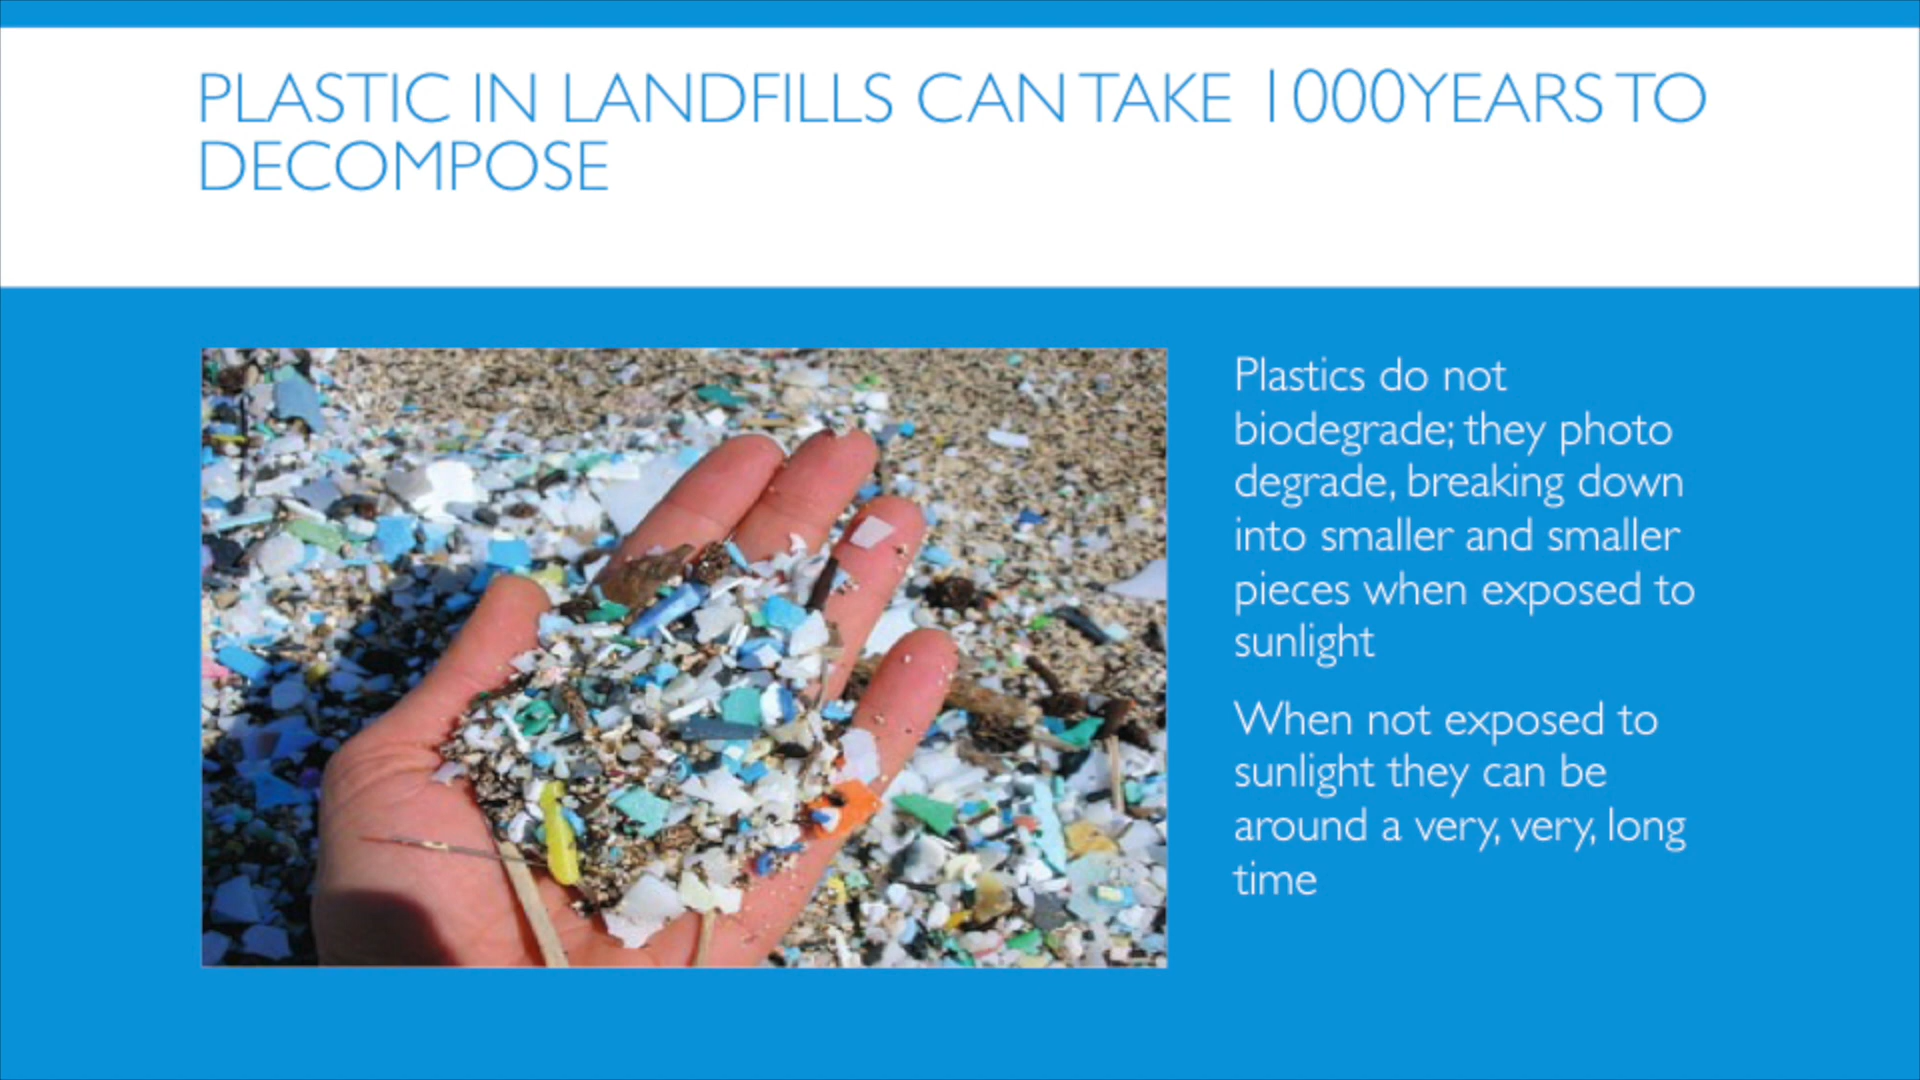 PLASTIC IN LANDFILLS CAN TAKE 1000 YEARS TO
DECOMPOSE
Plastics do not
biodegrade; they photo
degrade, breaking down
into smaller and smaller
pieces when exposed to
sunlight
When not exposed to
sunlight they can be
around a very, very, long
time